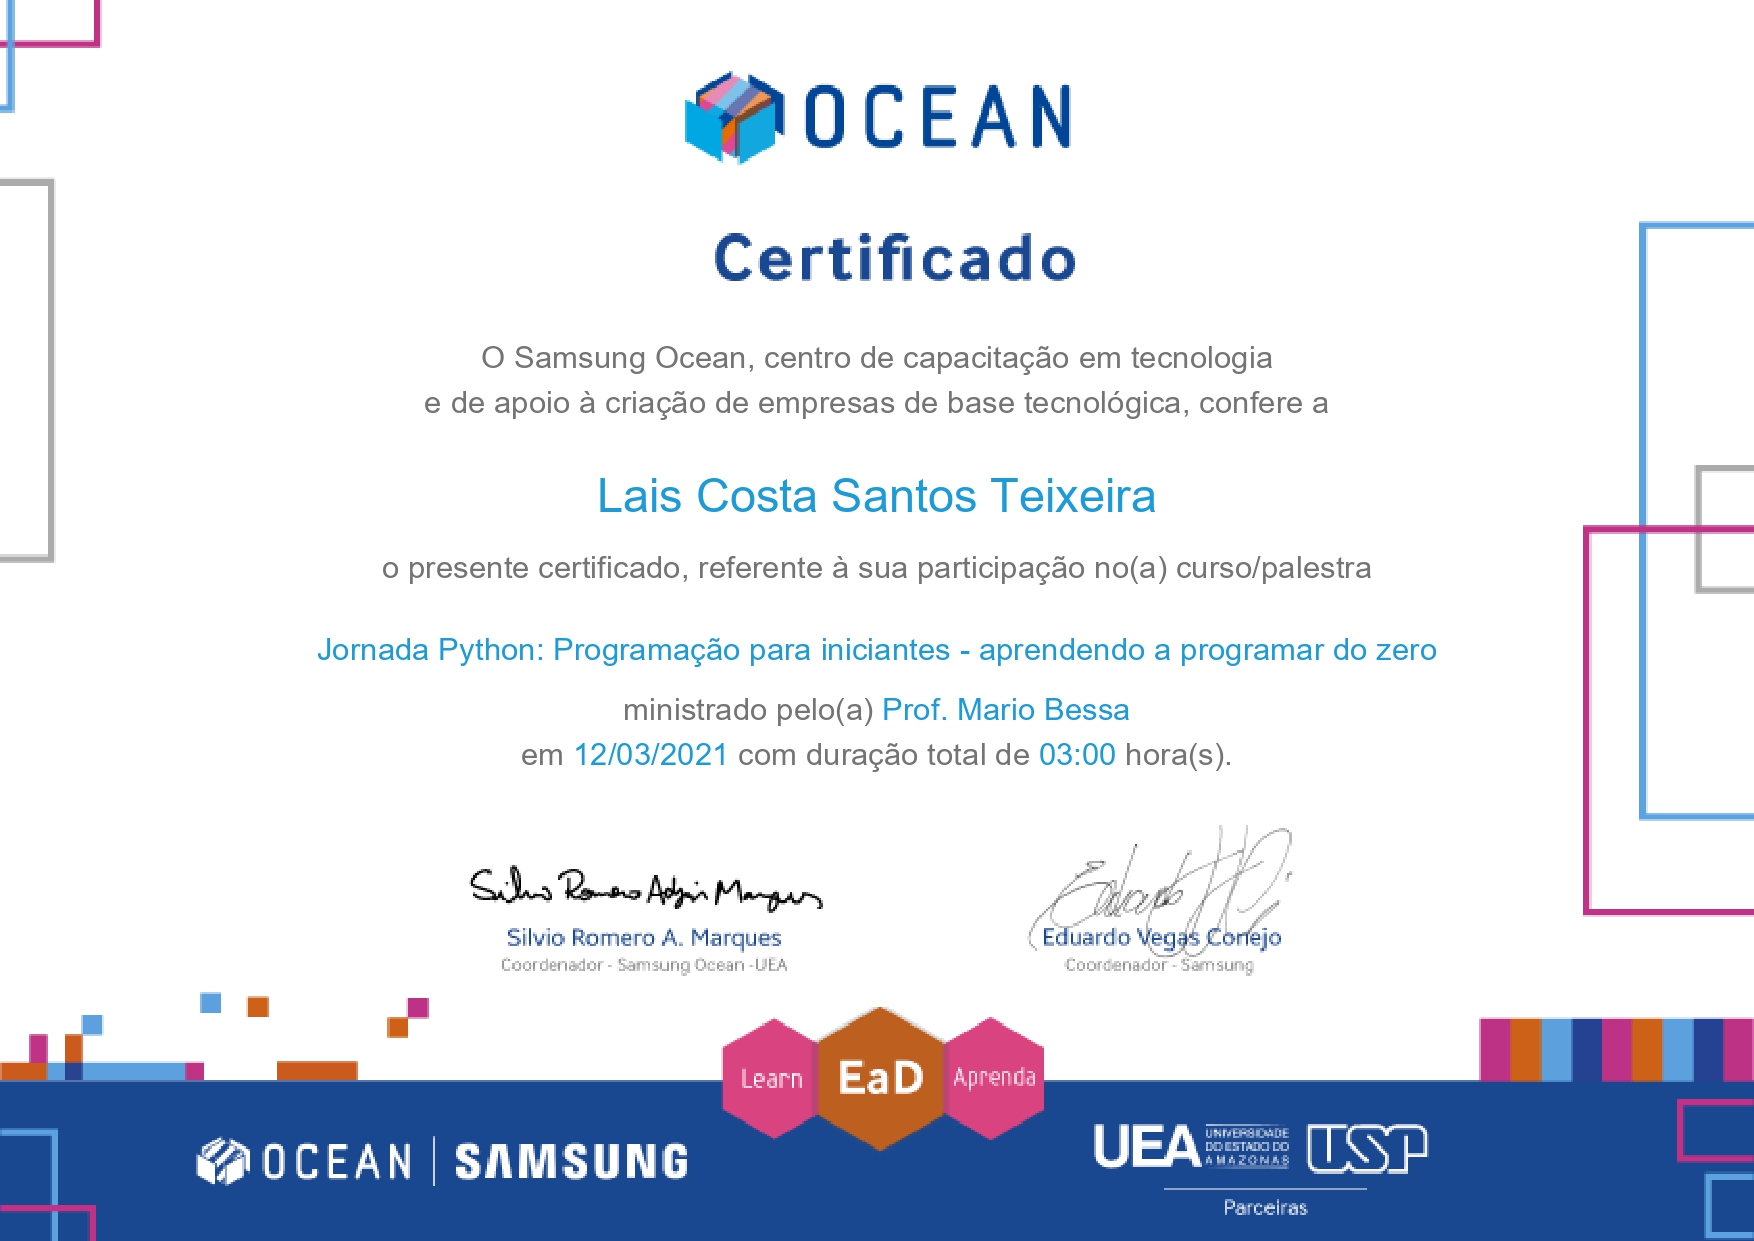 OCEAN
Certificado
O Samsung Ocean, centro de capacitação em tecnologia
e de apoio à criação de empresas de base tecnológica, confere a
Lais Costa Santos Teixeira
o presente certificado, referente à sua participação no(a) curso/palestra
Jornada Python: Programação para iniciantes - aprendendo a programar do zero
ministrado pelo(a) Prof. Mario Bessa
em 12/03/2021 com duração total de 03:00 hora(s).
Silvio Romero Adrín Marques
Silvio Romero A. Marques
Coordenador - Samsung Ocean -UEA
Eduardo
Eduardo Vegas Conejo
Coordenador - Samsung
Learn
EaD
Aprenda
OCEAN | SAMSUNG
UEA UNIVERSIDADE
DO ESTADO DO
AMAZONAS
USP
Parceiras